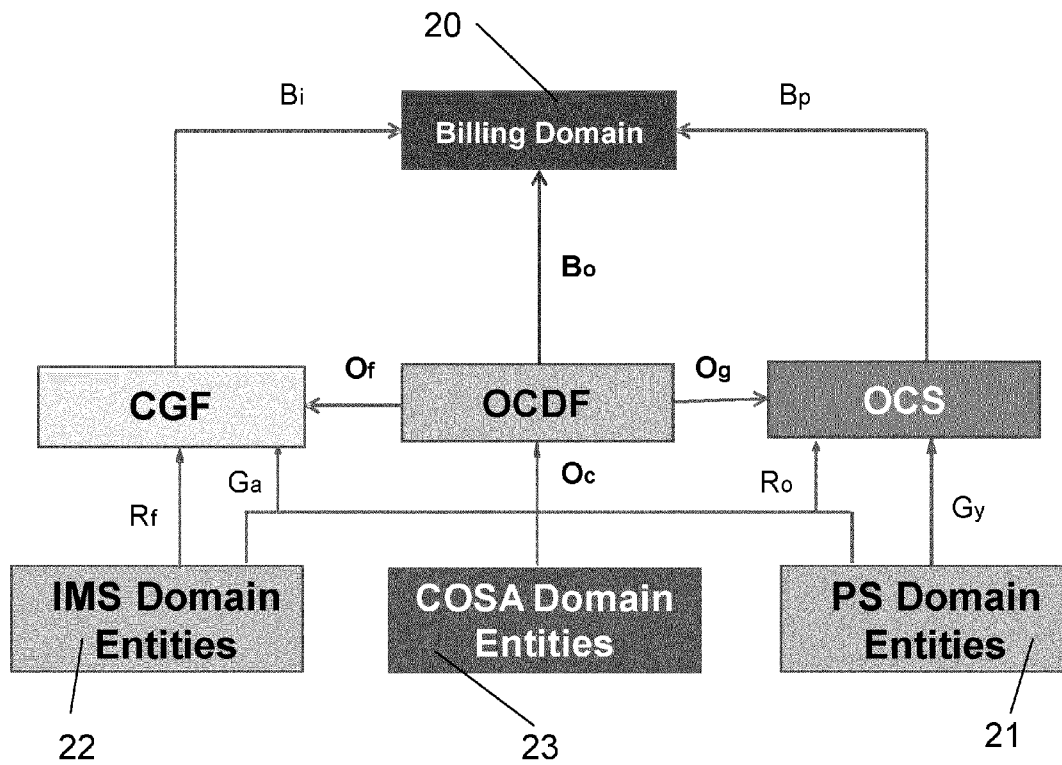 20
Bi
Bp
Billing Domain
Bo
Of
Og
CGF
OCDF
OCS
Ga
Oc
Ro
Rf
Gy
IMS Domain
Entities
COSA Domain
Entities
PS Domain
Entities
22
23
21